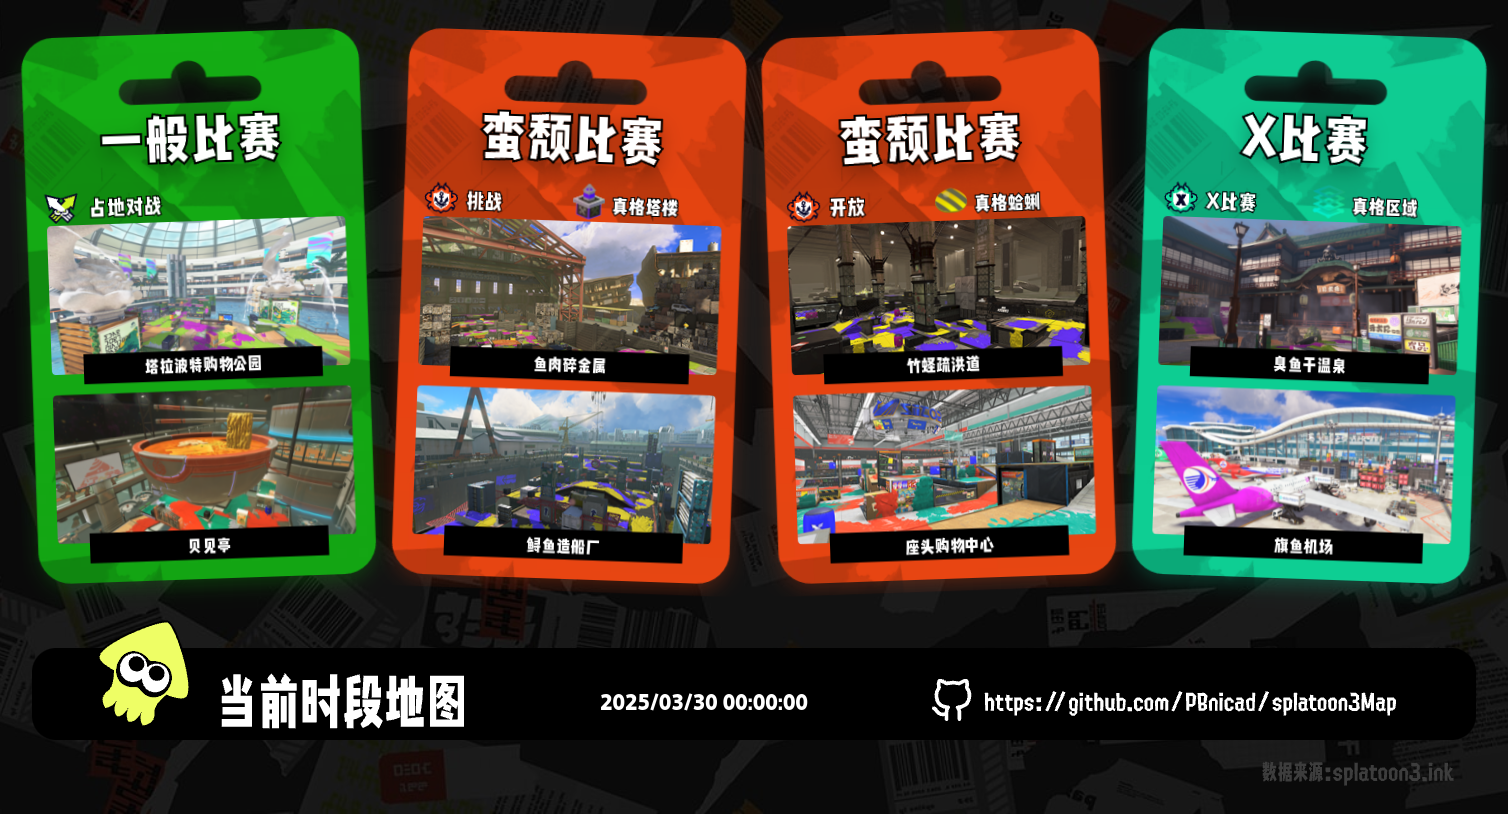 一般比赛
占地对战
塔拉波特购物公园
贝贝亭
蛮颓比赛
挑战
真格塔楼
鱼肉碎金属
鲟鱼造船厂
蛮颓比赛
开放
真格蛤蜊
竹蛏疏洪道
座头购物中心
X比赛
X比赛
真格区域
臭鱼干温泉
旗鱼机场
当前时段地图
2025/03/30 00:00:00
https://github.com/PBnicad/splatoon3Map
数据来源:splatoon3.ink